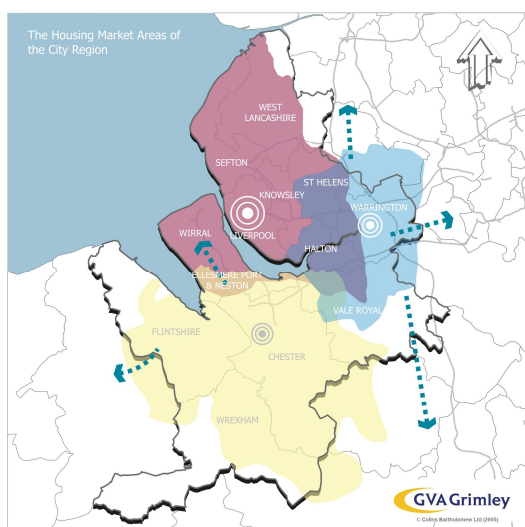 The Housing Market Areas of
the City Region
WEST
LANCASHIRE
SEFTON
KNOWSLEY
ST HELENS
WARRINGTON
LIVERPOOL
WIRRAL
HALTON
ELLESMERE PORT
& NESTON
VALE ROYAL
FLINTSHIRE
CHESTER
WREXHAM
GVA Grimley
© Colins Bartholomew Ltd (2005)